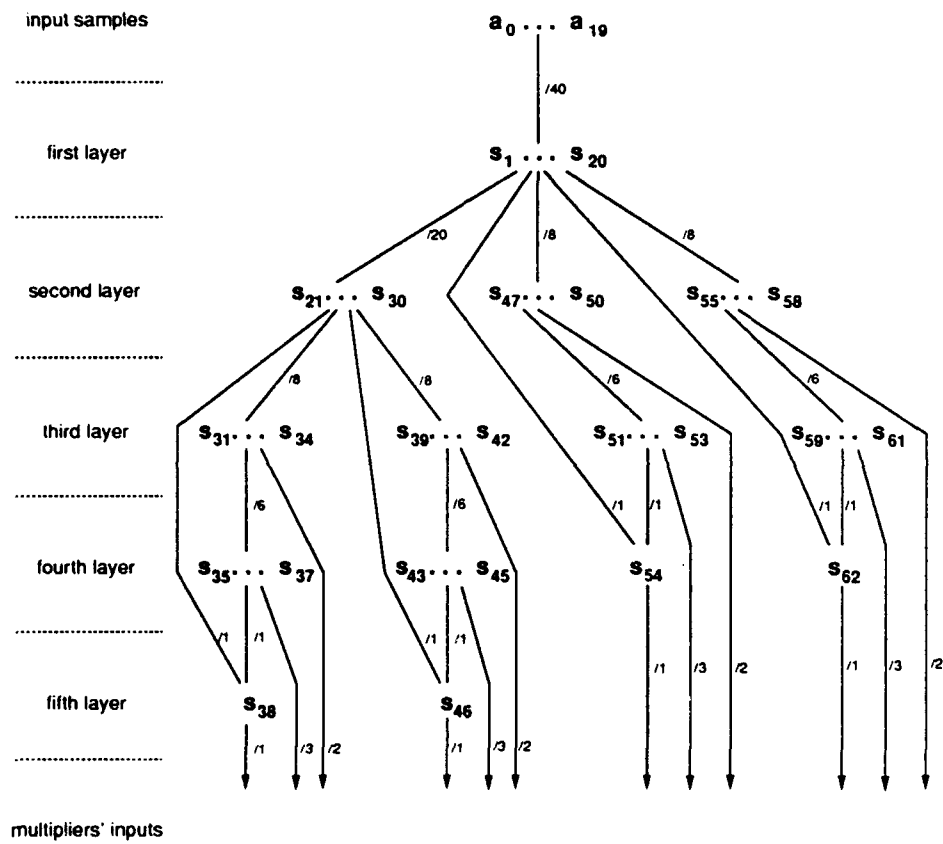 input samples
a0 . . . a19
/40
first layer
s1 . . . s20
/20
/8
/8
second layer
s21 . . . s30
s47 . . . s50
s55 . . . s58
/8
/8
/6
/6
third layer
s31 . . . s34
s39 . . . s42
s51 . . . s53
s59 . . . s61
/6
/6
/1
/1
/1
/1
fourth layer
s35 . . . s37
s43 . . . s45
s54
s62
/1
/1
/1
/1
/1
/3
/2
/1
/3
/2
fifth layer
s38
s46
/1
/3
/2
/1
/3
/2
multipliers' inputs